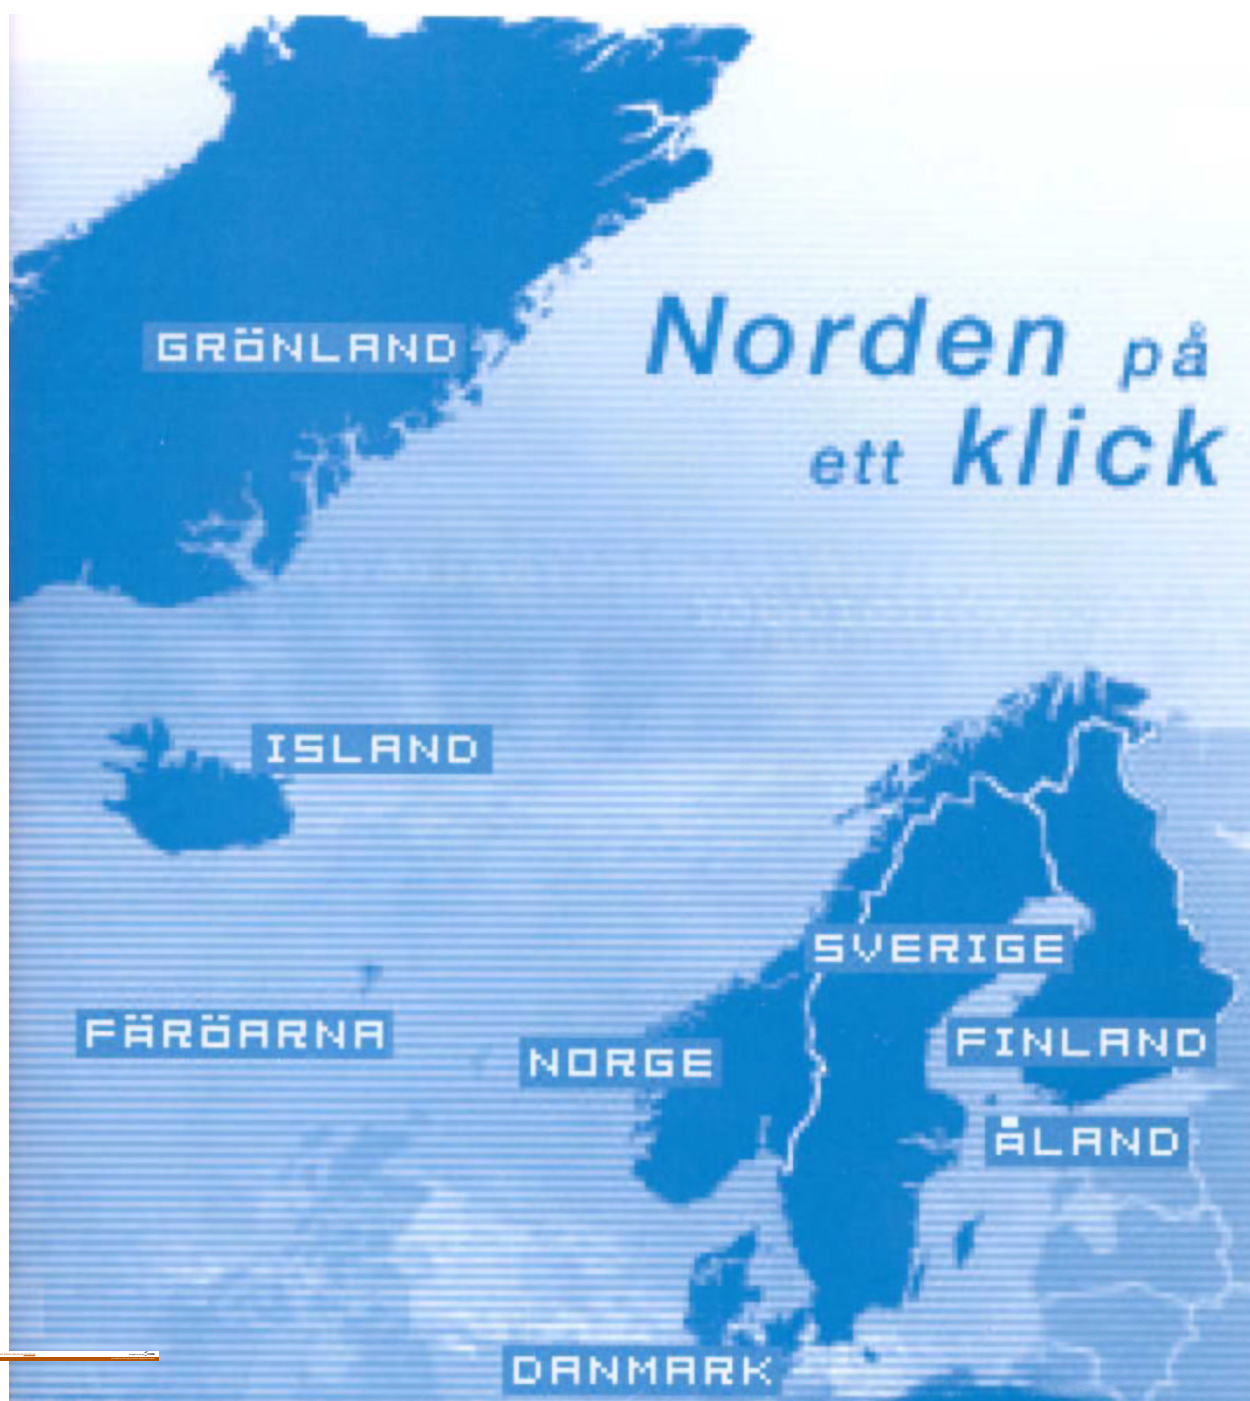 GRÖNLAND
Norden på
ett klick
ISLAND
SVERIGE
FÄRÖARNA
NORGE
FINLAND
ÅLAND
DANMARK